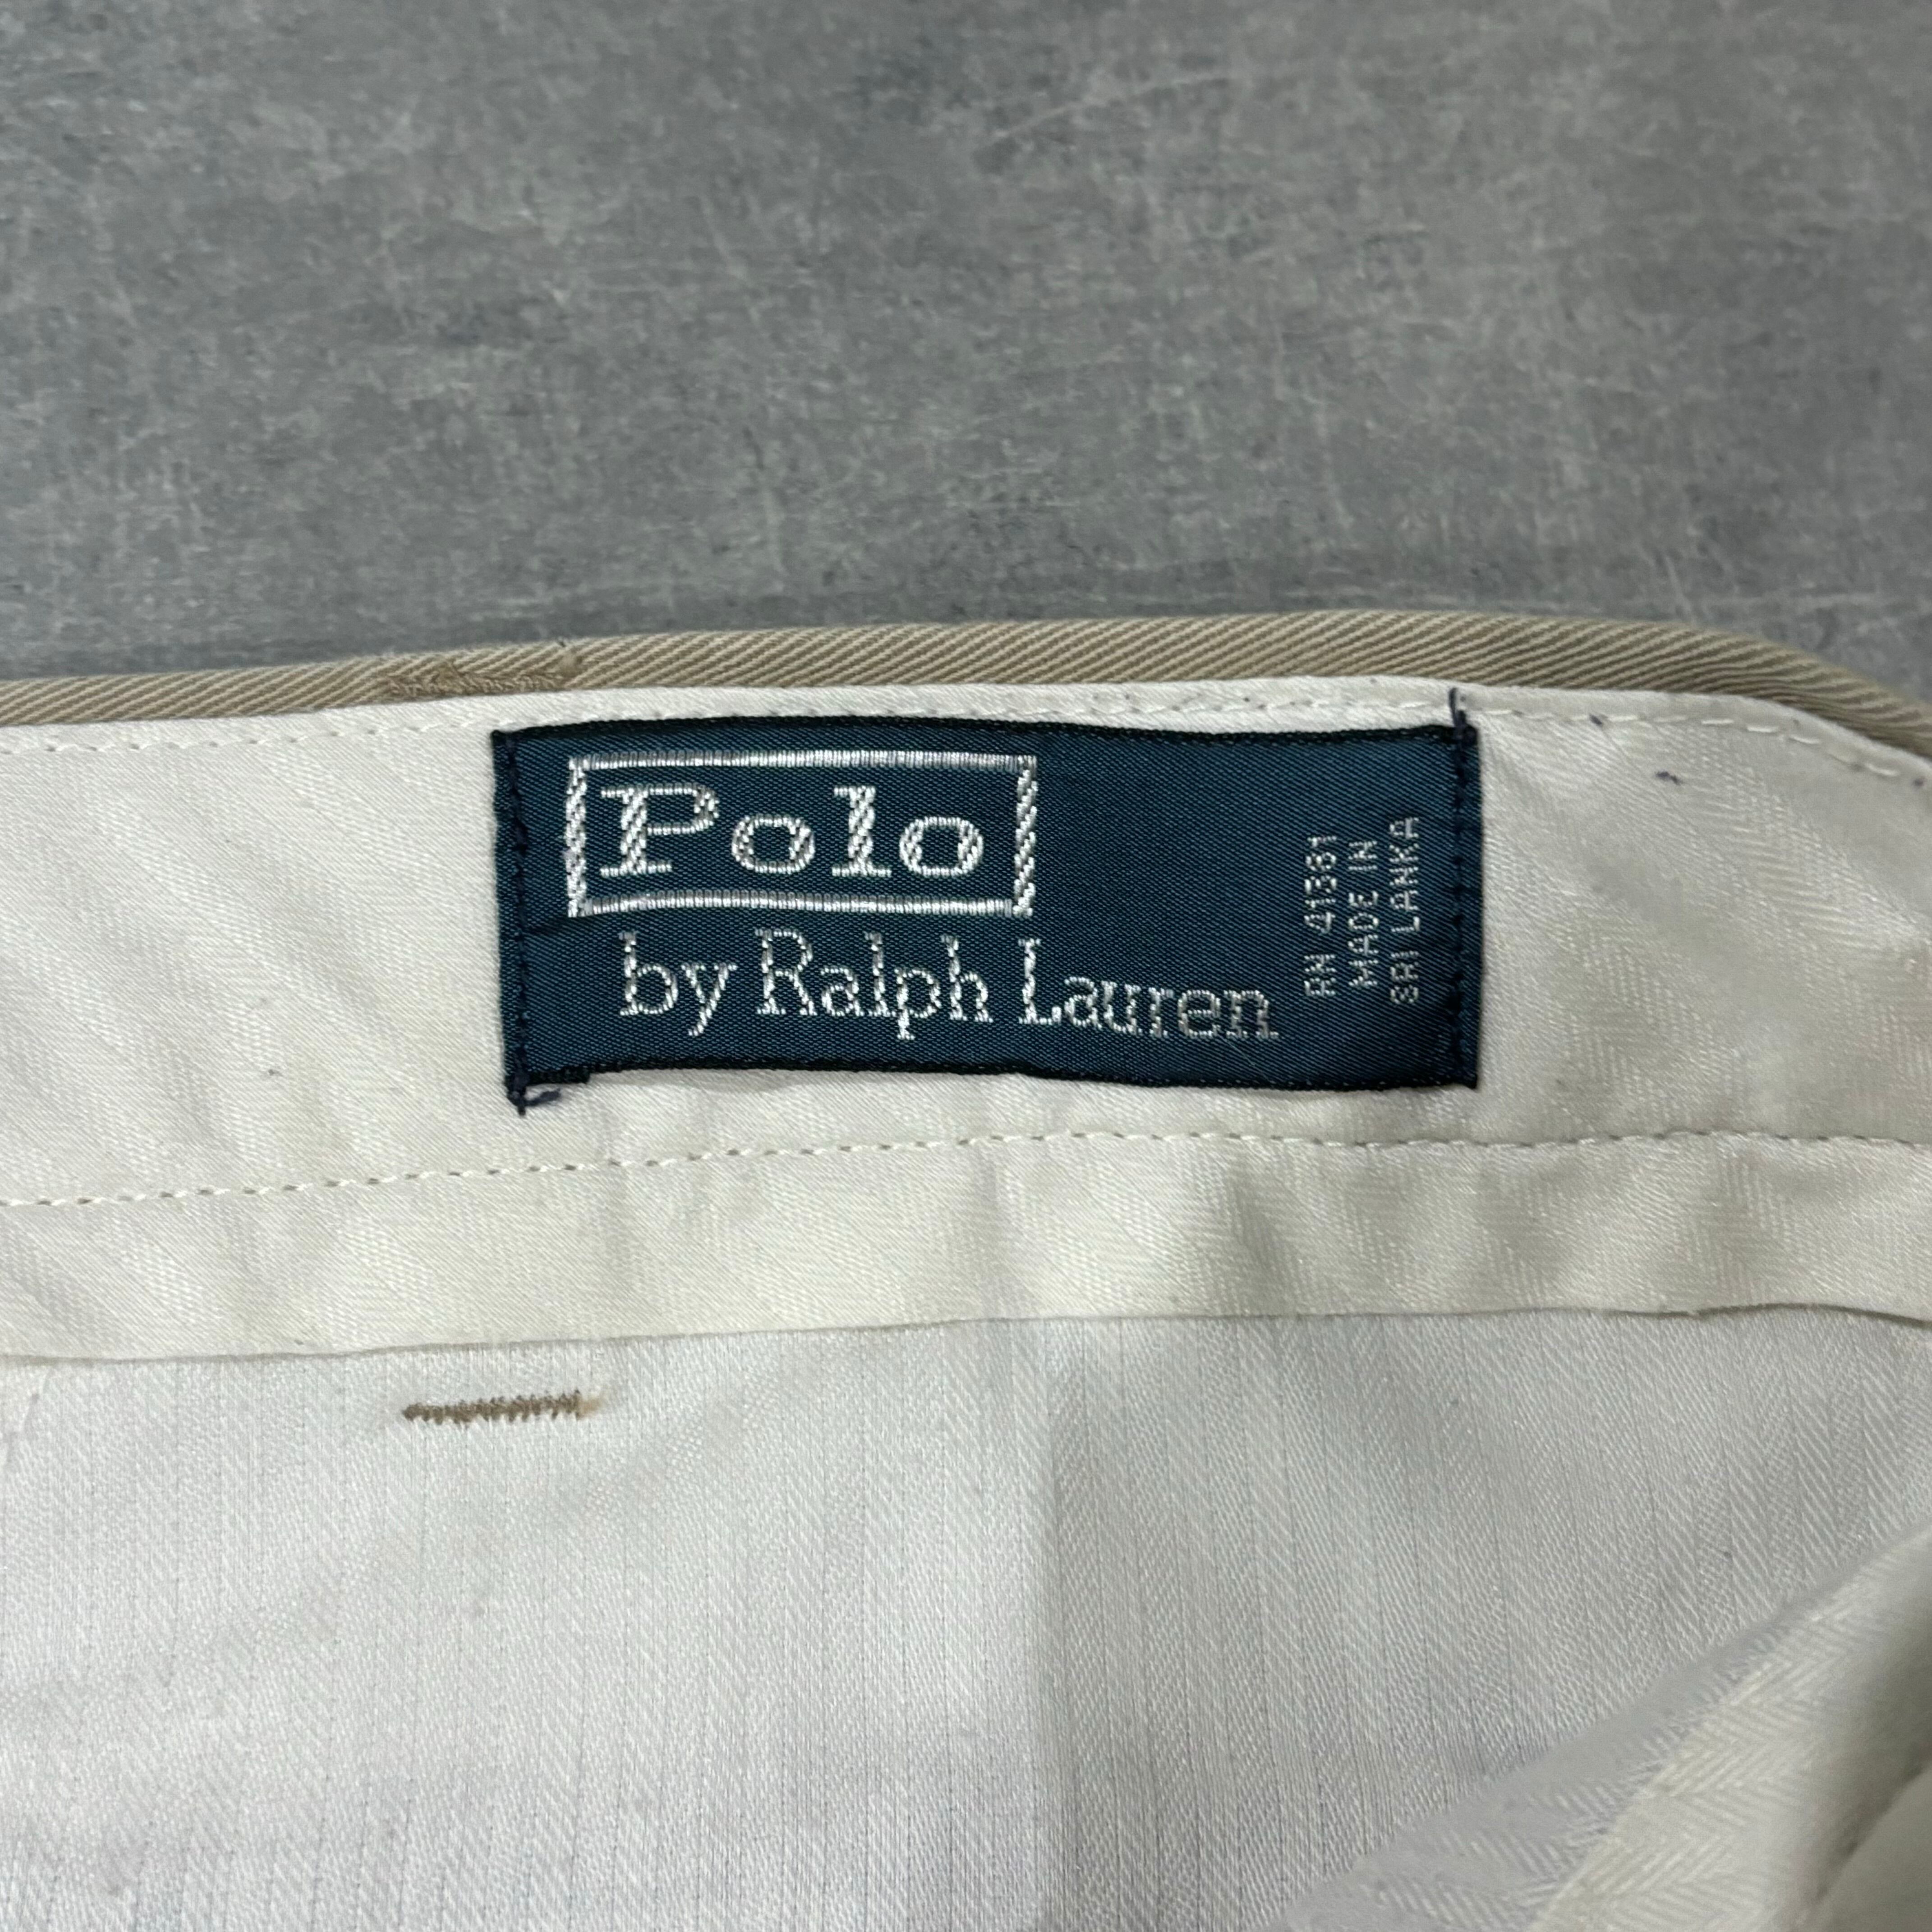 Polo
by Ralph Lauren
RN 41381
MADE IN
SRI LANKA